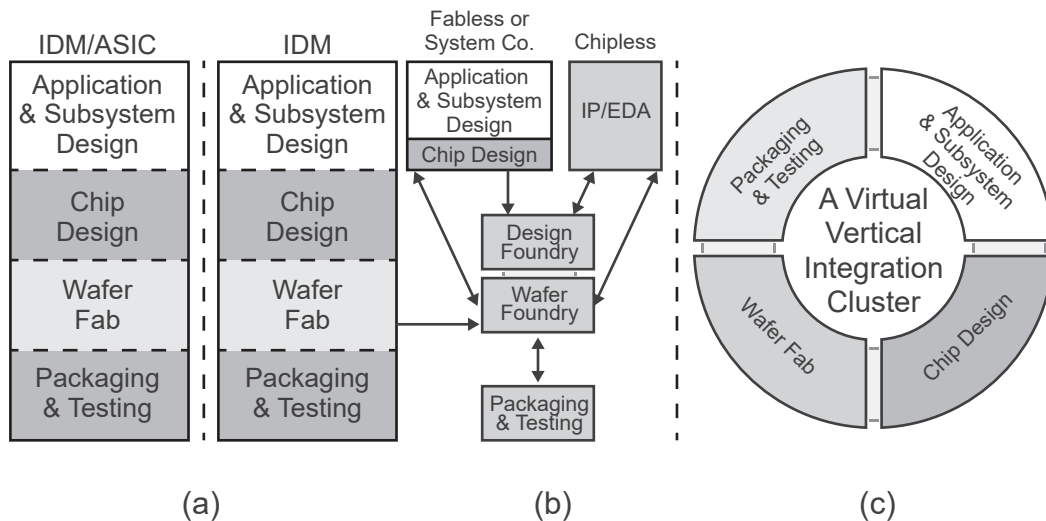 IDM/ASIC
Application
& Subsystem
Design
Chip
Design
Wafer
Fab
Packaging
& Testing
(a)
IDM
Application
& Subsystem
Design
Chip
Design
Wafer
Fab
Packaging
& Testing
Fabless or
System Co.
Application
& Subsystem
Design
Chip Design
Chipless
IP/EDA
Design
Foundry
Wafer
Foundry
Packaging
& Testing
(b)
Packaging
& Testing
Application
& Subsystem
Design
A Virtual
Vertical
Integration
Cluster
Wafer Fab
Chip Design
(c)